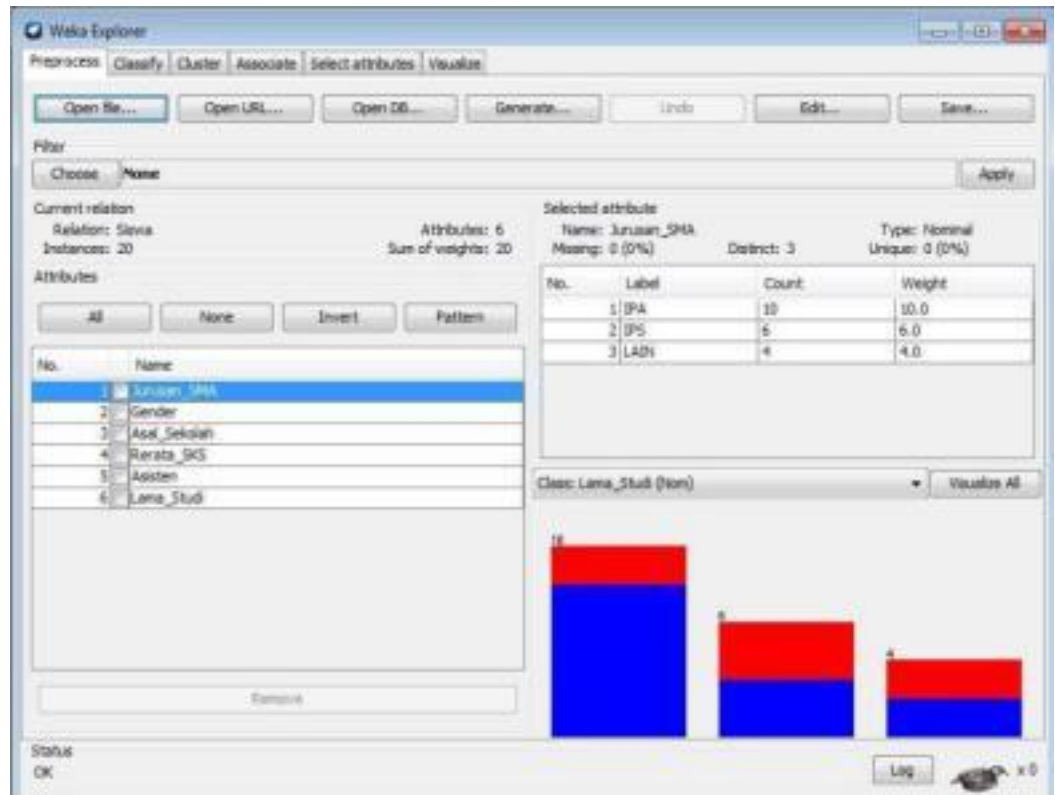 Weka Explorer
Preprocess Classify Cluster Associate Select attributes Visualize
Open file... Open URL... Open DB... Generate... Undo Edit... Save...
Filter
Choose None Apply
Current relation
Relation: Siswa Attributes: 6
Instances: 20 Sum of weights: 20
Attributes
All None Invert Pattern
No. Name
1 Jurusan_SMA
2 Gender
3 Asal_Sekolah
4 Rerata_SKS
5 Asisten
6 Lama_Studi
Remove
Selected attribute
Name: Jurusan_SMA Type: Nominal
Missing: 0 (0%) Distinct: 3 Unique: 0 (0%)
No. Label Count Weight
1 IPA 10 10.0
2 IPS 6 6.0
3 LAIN 4 4.0
Class: Lama_Studi (Nom) Visualize All
10
6
4
Status
OK
Log x 0